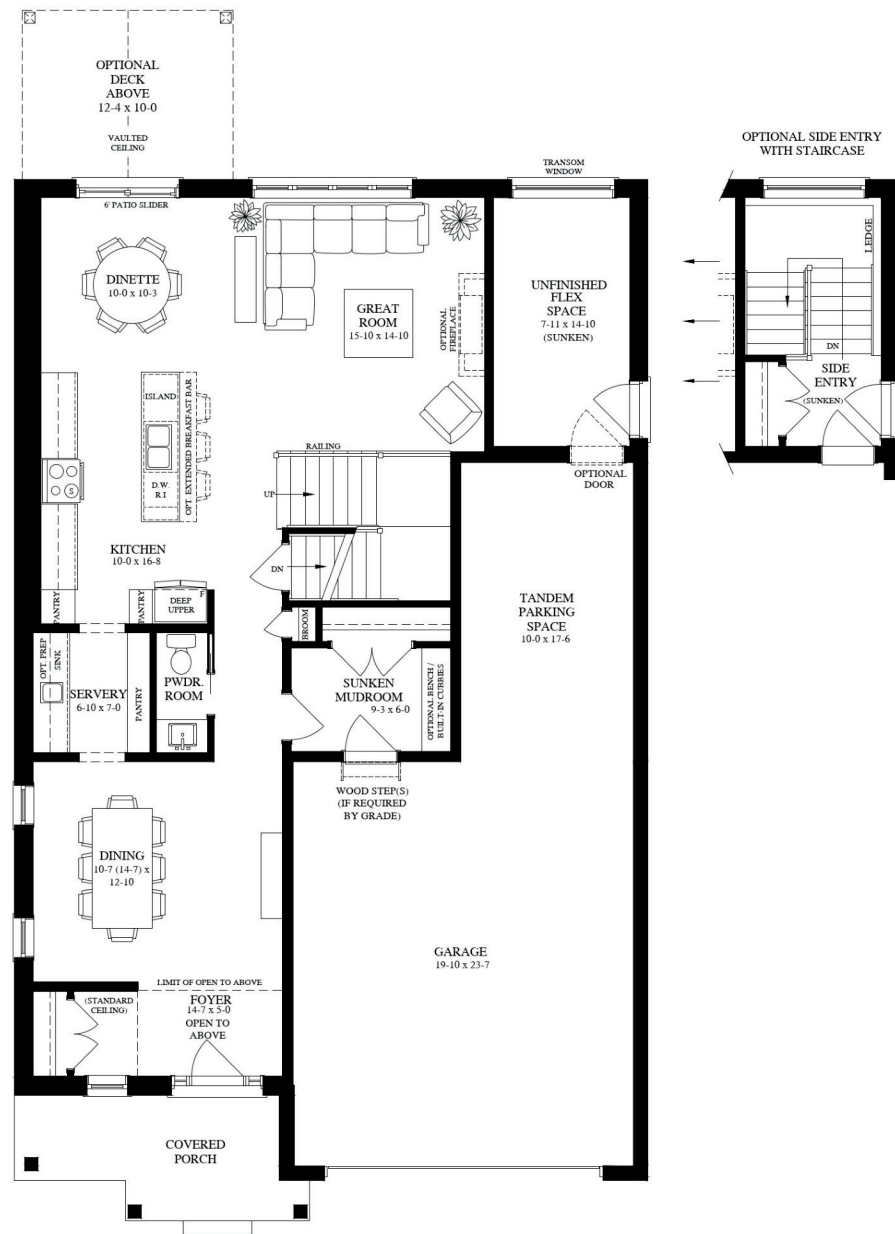 OPTIONAL
DECK
ABOVE
12-4 x 10-0
VAULTED
CEILING
6' PATIO SLIDER
DINETTE
10-0 x 10-3
GREAT
ROOM
15-10 x 14-10
OPTIONAL
FIREPLACE
TRANSOM
WINDOW
UNFINISHED
FLEX
SPACE
7-11 x 14-10
(SUNKEN)
OPTIONAL SIDE ENTRY
WITH STAIRCASE
LEDGE
DN
SIDE
ENTRY
(SUNKEN)
ISLAND
D.W.
R.I
OPT. EXTENDED BREAKFAST BAR
S
RAILING
UP
OPTIONAL
DOOR
KITCHEN
10-0 x 16-8
DN
PANTRY
PANTRY
F
DEEP
UPPER
BROOM
TANDEM
PARKING
SPACE
10-0 x 17-6
OPT. PREP
SINK
SERVERY
6-10 x 7-0
PANTRY
PWDR.
ROOM
SUNKEN
MUDROOM
9-3 x 6-0
OPTIONAL BENCH /
BUILT-IN CUBBIES
WOOD STEP(S)
(IF REQUIRED
BY GRADE)
DINING
10-7 (14-7) x
12-10
GARAGE
19-10 x 23-7
LIMIT OF OPEN TO ABOVE
(STANDARD
CEILING)
FOYER
14-7 x 5-0
OPEN TO
ABOVE
COVERED
PORCH